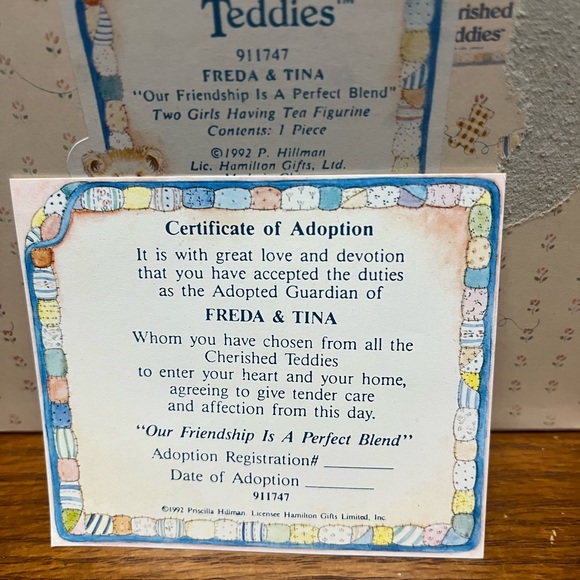 Teddies™
911747
FREDA & TINA
"Our Friendship Is A Perfect Blend"
Two Girls Having Tea Figurine
Contents: 1 Piece
©1992 P. Hillman
Lic. Hamilton Gifts, Ltd.
Certificate of Adoption
It is with great love and devotion
that you have accepted the duties
as the Adopted Guardian of
FREDA & TINA
Whom you have chosen from all the
Cherished Teddies
to enter your heart and your home,
agreeing to give tender care
and affection from this day.
"Our Friendship Is A Perfect Blend"
Adoption Registration# ________
Date of Adoption ________
911747
©1992 Priscilla Hillman. Licensee Hamilton Gifts Limited, Inc.